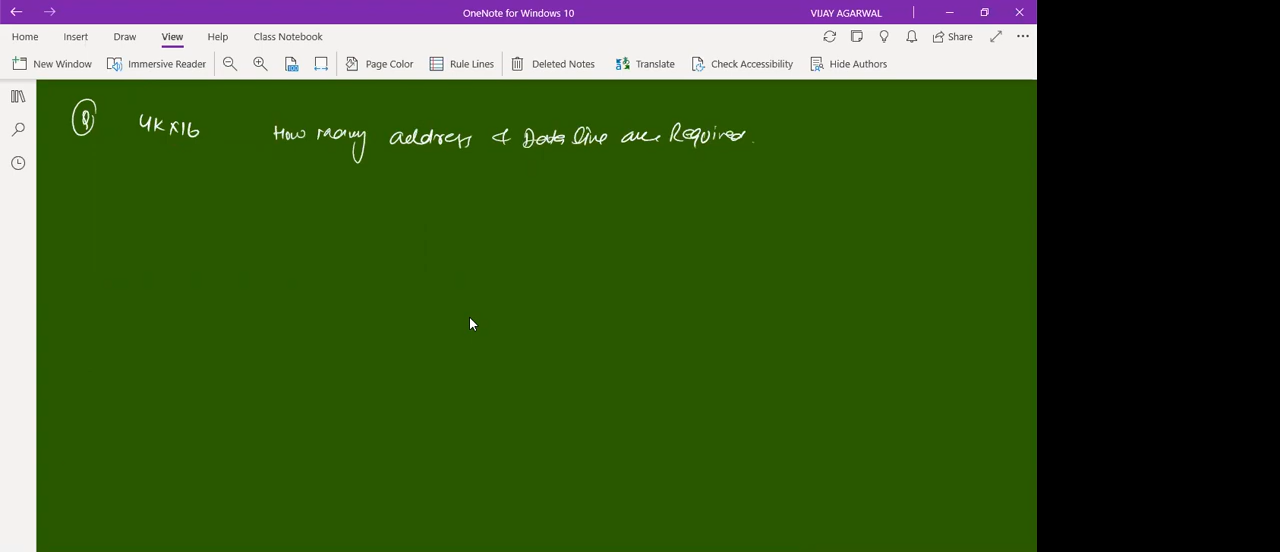 OneNote for Windows 10
VIJAY AGARWAL
Home Insert Draw View Help Class Notebook Share
New Window Immersive Reader Page Color Rule Lines Deleted Notes Translate Check Accessibility Hide Authors
Q 4K×16 How many address & Data line are Required.